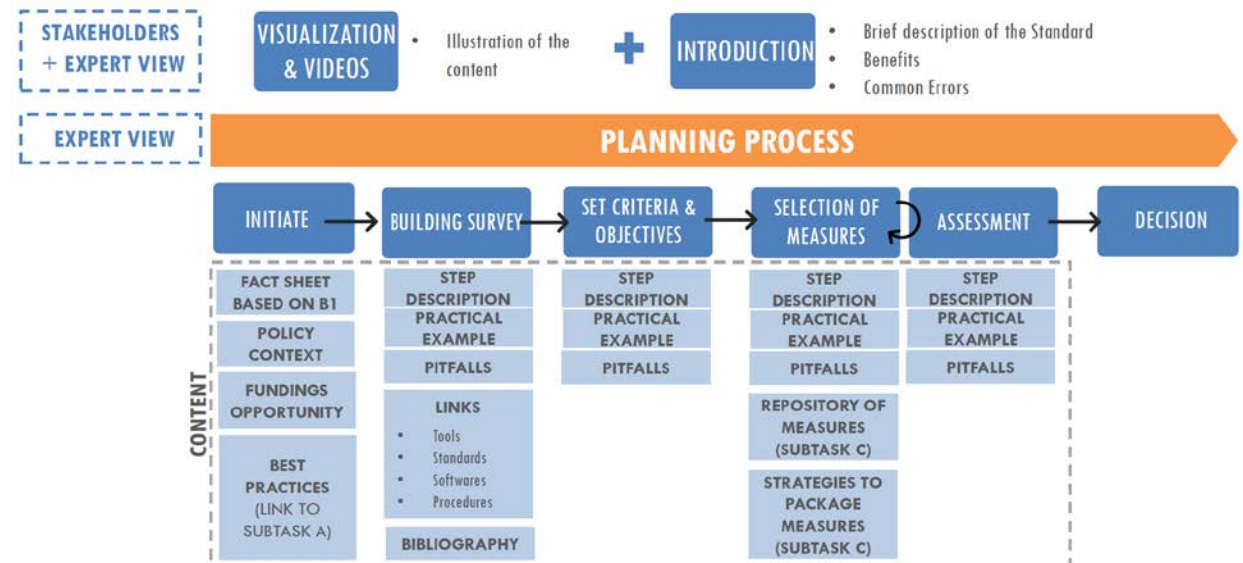 STAKEHOLDERS
+ EXPERT VIEW
VISUALIZATION
& VIDEOS
• Illustration of the
content
+
INTRODUCTION
• Brief description of the Standard
• Benefits
• Common Errors
EXPERT VIEW
PLANNING PROCESS
INITIATE
BUILDING SURVEY
SET CRITERIA &
OBJECTIVES
SELECTION OF
MEASURES
ASSESSMENT
DECISION
CONTENT
FACT SHEET
BASED ON B1
POLICY
CONTEXT
FUNDINGS
OPPORTUNITY
BEST
PRACTICES
(LINK TO
SUBTASK A)
STEP
DESCRIPTION
PRACTICAL
EXAMPLE
PITFALLS
LINKS
• Tools
• Standards
• Softwares
• Procedures
BIBLIOGRAPHY
STEP
DESCRIPTION
PRACTICAL
EXAMPLE
PITFALLS
STEP
DESCRIPTION
PRACTICAL
EXAMPLE
PITFALLS
REPOSITORY OF
MEASURES
(SUBTASK C)
STRATEGIES TO
PACKAGE
MEASURES
(SUBTASK C)
STEP
DESCRIPTION
PRACTICAL
EXAMPLE
PITFALLS